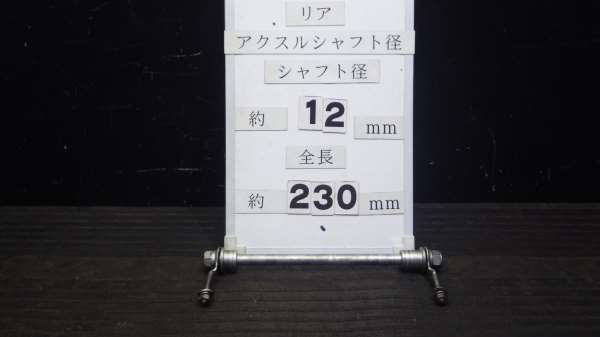 リア
アクスルシャフト径
シャフト径
約 12 mm
全長
約 230 mm